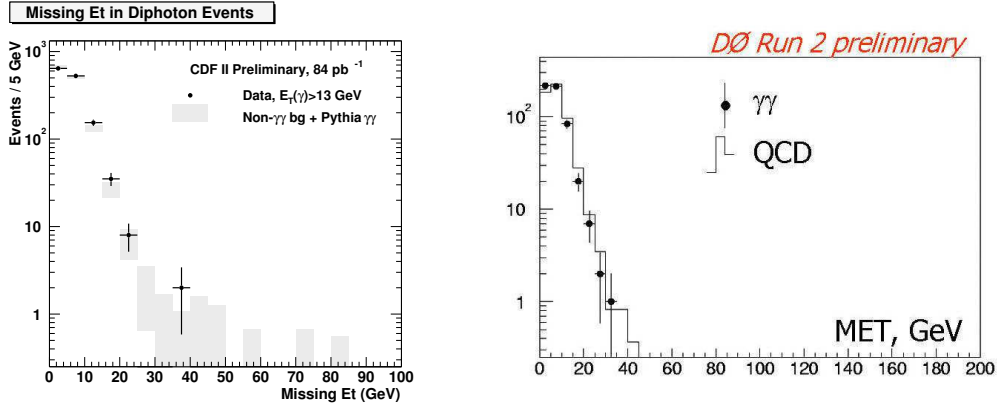 Missing Et in Diphoton Events
Events / 5 GeV
10³
10²
10
1
CDF II Preliminary, 84 pb⁻¹
Data, E_T(γ)>13 GeV
Non-γγ bg + Pythia γγ
0 10 20 30 40 50 60 70 80 90 100
Missing Et (GeV)
DØ Run 2 preliminary
10²
10
1
γγ
QCD
MET, GeV
0 20 40 60 80 100 120 140 160 180 200